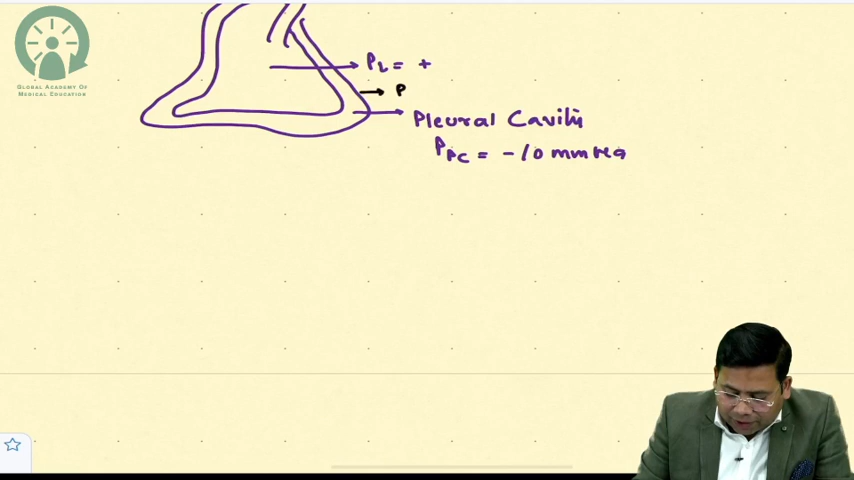 GLOBAL ACADEMY OF
MEDICAL EDUCATION
PL = +
P
Pleural Cavity
PPC = -10 mmHg